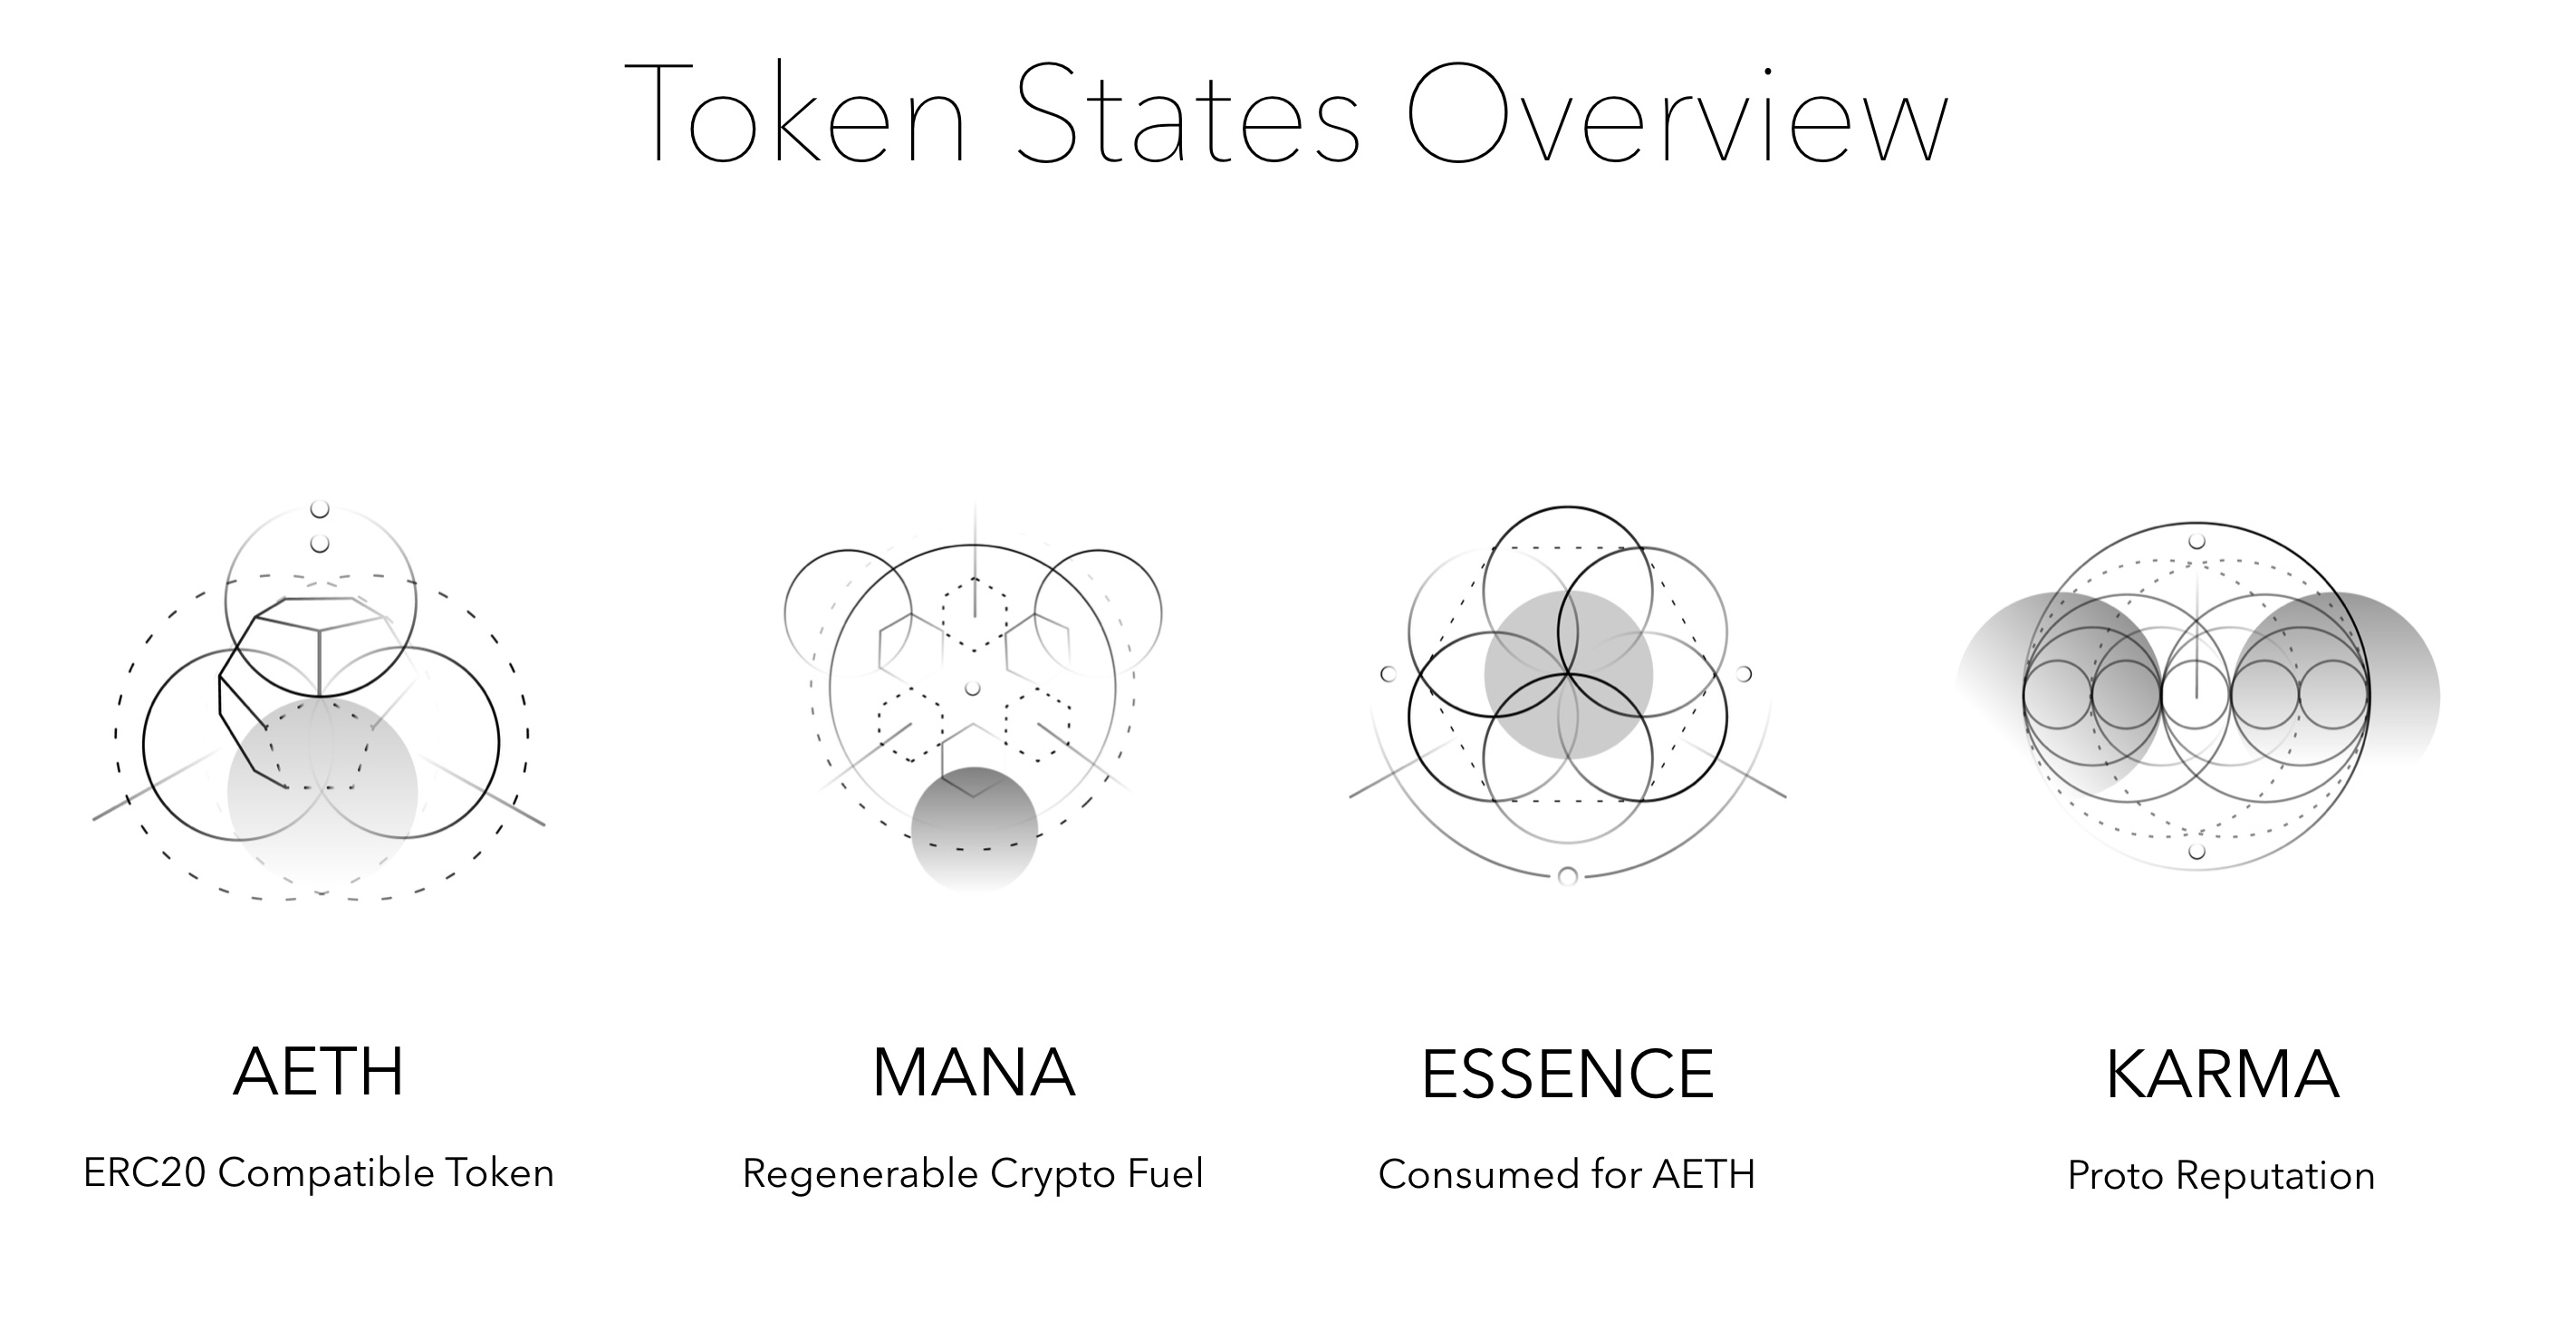 Token States Overview
AETH
MANA
ESSENCE
KARMA
ERC20 Compatible Token
Regenerable Crypto Fuel
Consumed for AETH
Proto Reputation